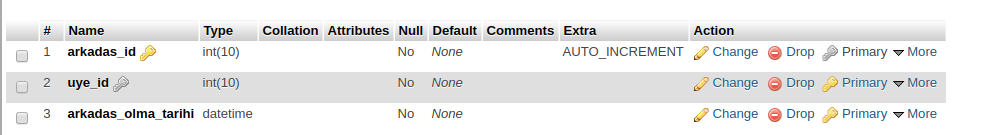 # Name Type Collation Attributes Null Default Comments Extra Action
1 arkadas_id int(10) No None AUTO_INCREMENT Change Drop Primary More
2 uye_id int(10) No None Change Drop Primary More
3 arkadas_olma_tarihi datetime No None Change Drop Primary More